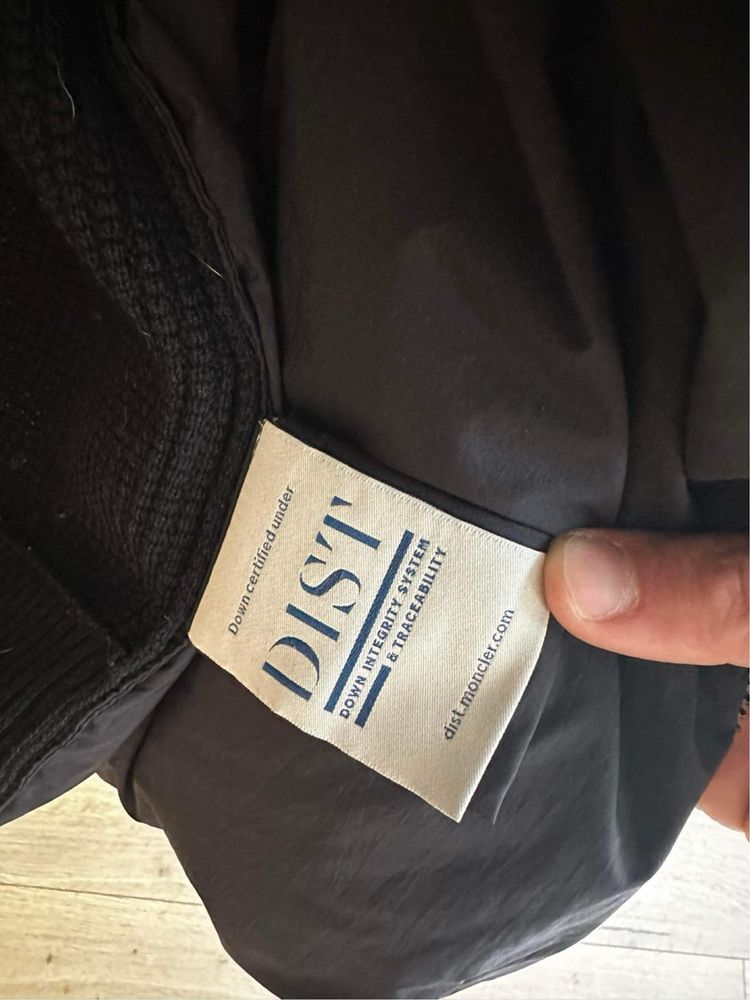 Down certified under
DIST
DOWN INTEGRITY SYSTEM
& TRACEABILITY
dist.moncler.com